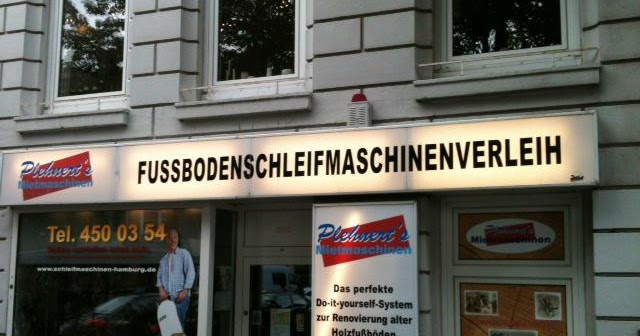 Plehnert's
Mietmaschinen
FUSSBODENSCHLEIFMASCHINENVERLEIH
Tel. 450 03 54
www.schleifmaschinen-hamburg.de
Plehnert's
Mietmaschinen
Das perfekte
Do-it-yourself-System
zur Renovierung alter
Holzfußböden
Plehnert's
Mietmaschinen